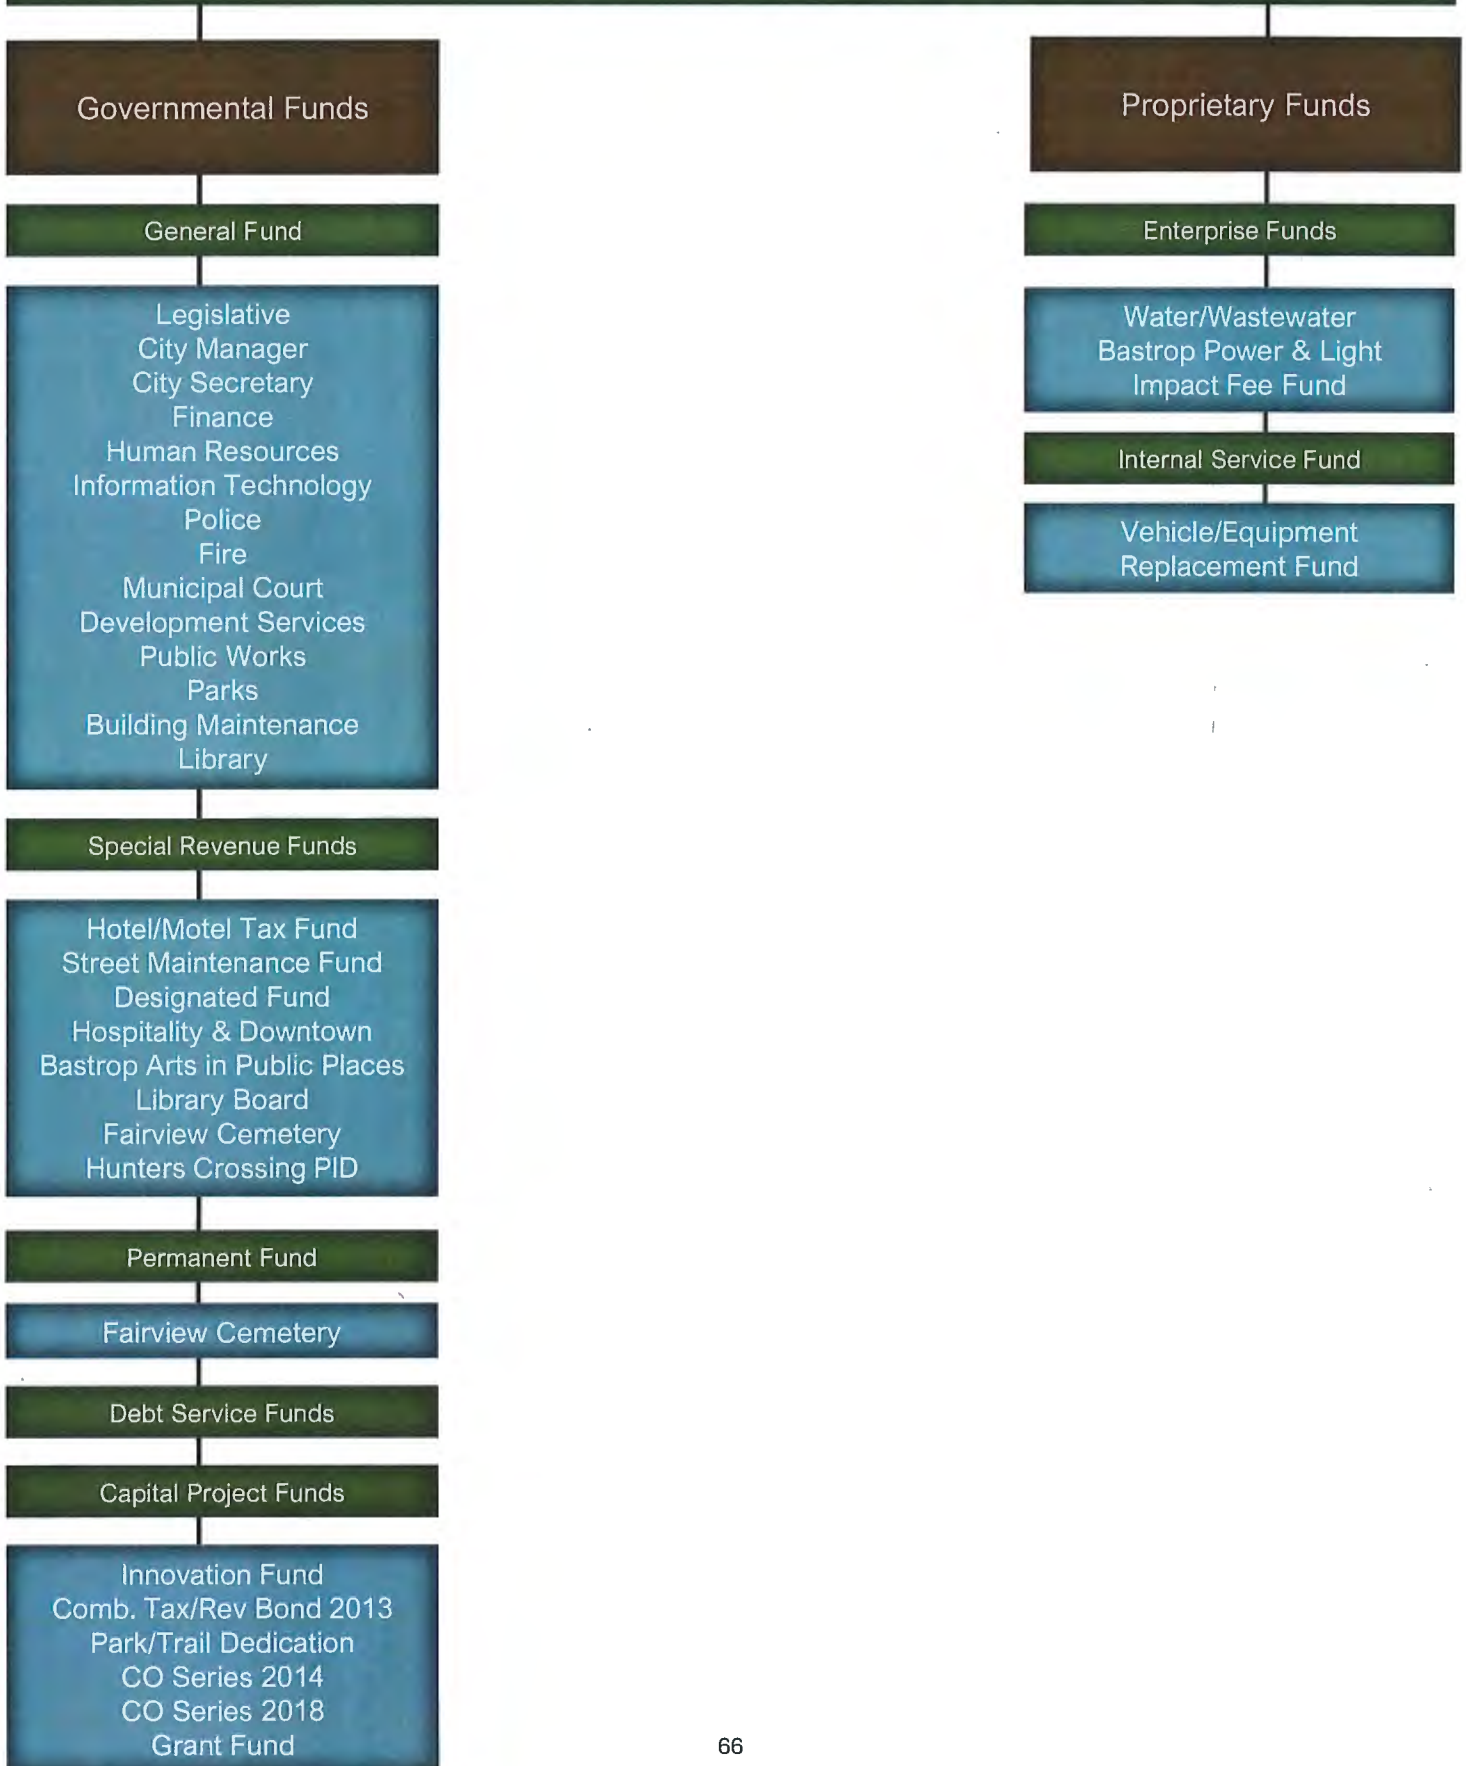 Governmental Funds
General Fund
Legislative
City Manager
City Secretary
Finance
Human Resources
Information Technology
Police
Fire
Municipal Court
Development Services
Public Works
Parks
Building Maintenance
Library
Special Revenue Funds
Hotel/Motel Tax Fund
Street Maintenance Fund
Designated Fund
Hospitality & Downtown
Bastrop Arts in Public Places
Library Board
Fairview Cemetery
Hunters Crossing PID
Permanent Fund
Fairview Cemetery
Debt Service Funds
Capital Project Funds
Innovation Fund
Comb. Tax/Rev Bond 2013
Park/Trail Dedication
CO Series 2014
CO Series 2018
Grant Fund
Proprietary Funds
Enterprise Funds
Water/Wastewater
Bastrop Power & Light
Impact Fee Fund
Internal Service Fund
Vehicle/Equipment
Replacement Fund
66